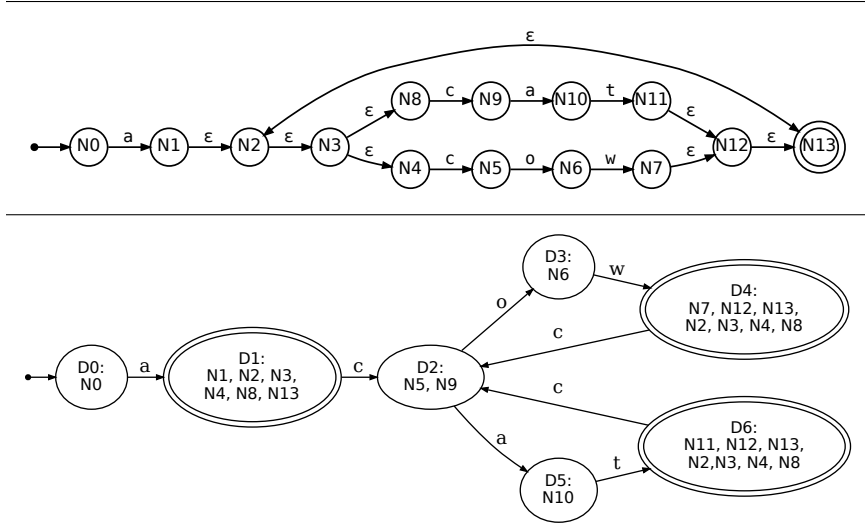 ε
N8 c N9 a N10 t N11
ε ε
N0 a N1 ε N2 ε N3 N12 ε N13
ε ε
N4 c N5 o N6 w N7
D3:
N6
w
D4:
N7, N12, N13,
N2, N3, N4, N8
o
c
D0:
N0
a
D1:
N1, N2, N3,
N4, N8, N13
c
D2:
N5, N9
c
a
D6:
N11, N12, N13,
N2,N3, N4, N8
t
D5:
N10